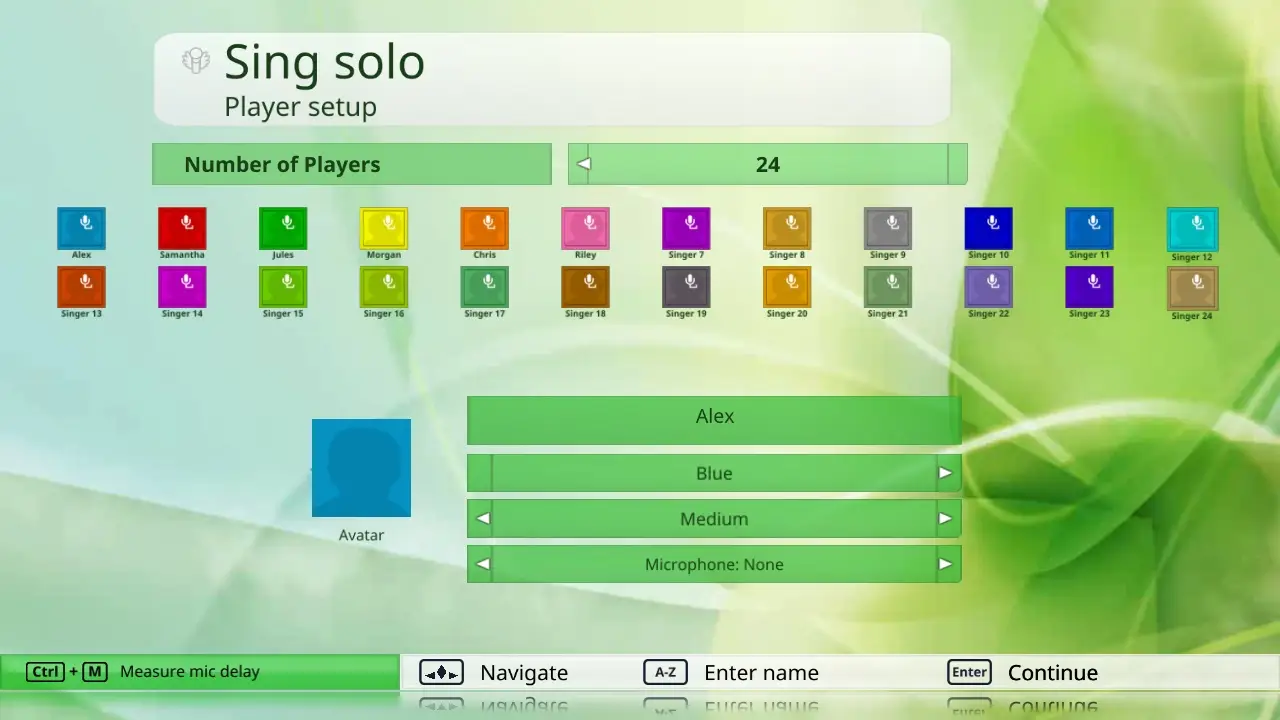 Sing solo
Player setup
Number of Players
24
Alex Samantha Jules Morgan Chris Riley Singer 7 Singer 8 Singer 9 Singer 10 Singer 11 Singer 12
Singer 13 Singer 14 Singer 15 Singer 16 Singer 17 Singer 18 Singer 19 Singer 20 Singer 21 Singer 22 Singer 23 Singer 24
Alex
Blue
Medium
Avatar
Microphone: None
Ctrl + M Measure mic delay
Navigate
A-Z Enter name
Enter Continue